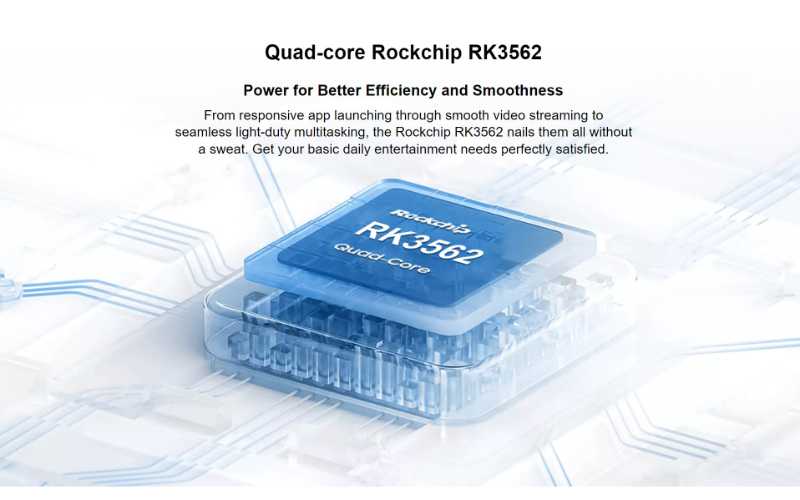 Quad-core Rockchip RK3562
Power for Better Efficiency and Smoothness
From responsive app launching through smooth video streaming to
seamless light-duty multitasking, the Rockchip RK3562 nails them all without
a sweat. Get your basic daily entertainment needs perfectly satisfied.
Rockchip
RK3562
Quad-Core